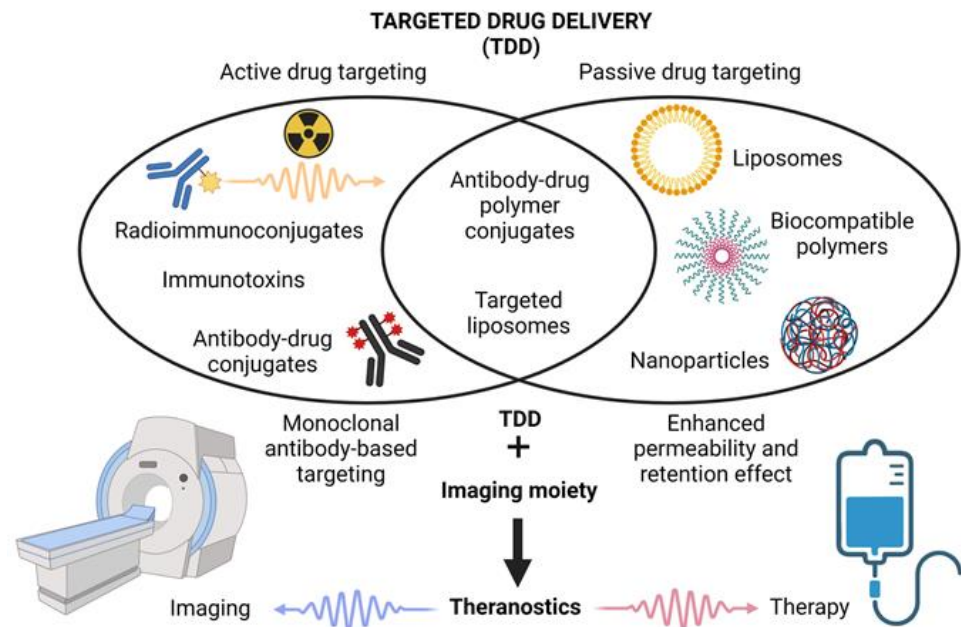 TARGETED DRUG DELIVERY
(TDD)
Active drug targeting
Passive drug targeting
Radioimmunoconjugates
Immunotoxins
Antibody-drug
conjugates
Antibody-drug
polymer
conjugates
Targeted
liposomes
Liposomes
Biocompatible
polymers
Nanoparticles
Monoclonal
antibody-based
targeting
TDD
+
Imaging moiety
Enhanced
permeability and
retention effect
Imaging
Theranostics
Therapy